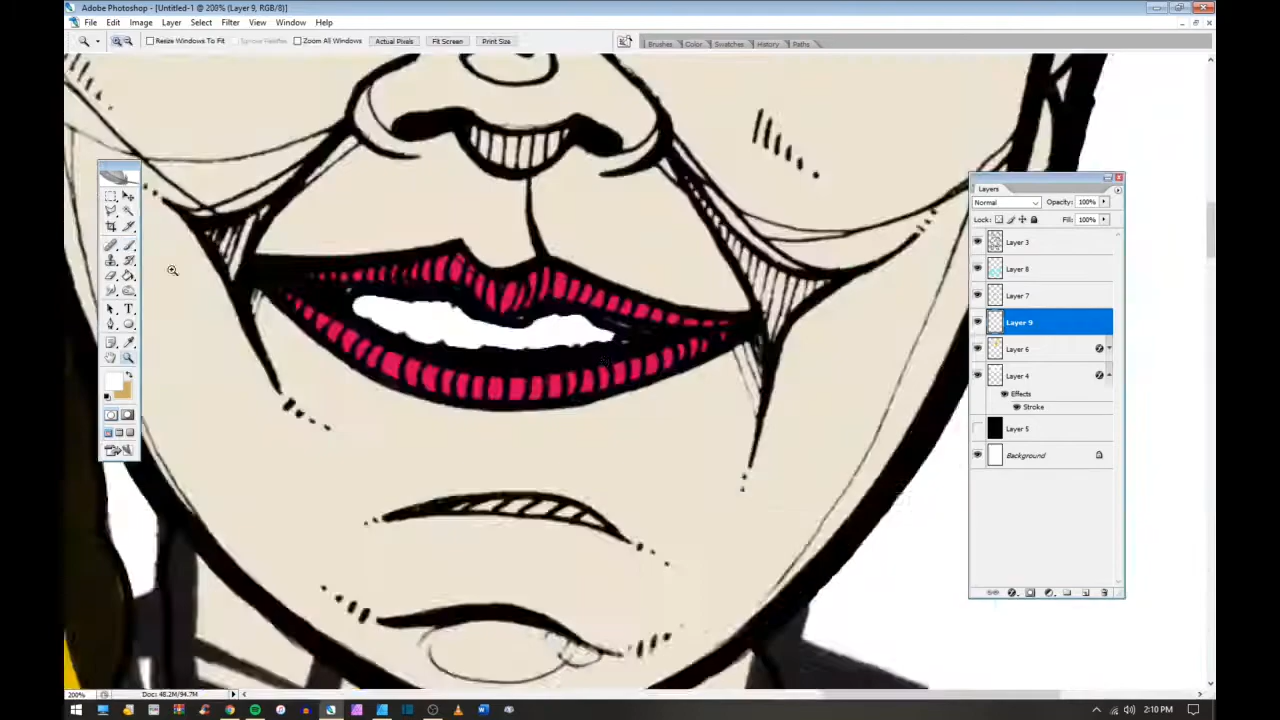 Adobe Photoshop - [Untitled-1 @ 208% (Layer 9, RGB/8)]
File Edit Image Layer Select Filter View Window Help
Resize Windows To Fit Ignore Palettes Zoom All Windows Actual Pixels Fit Screen Print Size Brushes Color Swatches History Paths
Layers
Normal Opacity: 100%
Lock: Fill: 100%
Layer 3
Layer 8
Layer 7
Layer 9
Layer 6
Layer 4
Effects
Stroke
Layer 5
Background
200% Doc: 48.2M/94.7M
2:10 PM